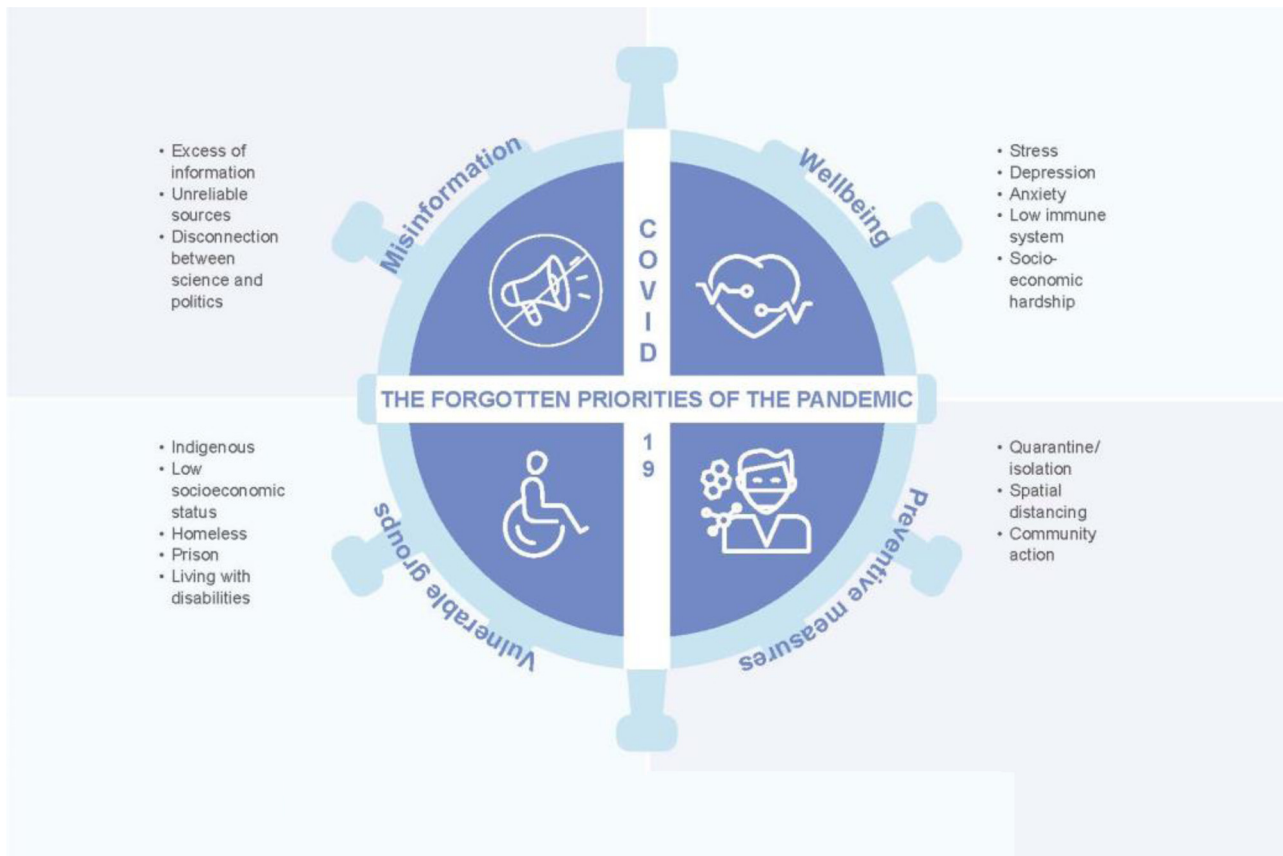 Misinformation
• Excess of
information
• Unreliable
sources
• Disconnection
between
science and
politics
Wellbeing
• Stress
• Depression
• Anxiety
• Low immune
system
• Socio-
economic
hardship
COVID
THE FORGOTTEN PRIORITIES OF THE PANDEMIC
19
Vulnerable groups
• Indigenous
• Low
socioeconomic
status
• Homeless
• Prison
• Living with
disabilities
Preventive measures
• Quarantine/
isolation
• Spatial
distancing
• Community
action